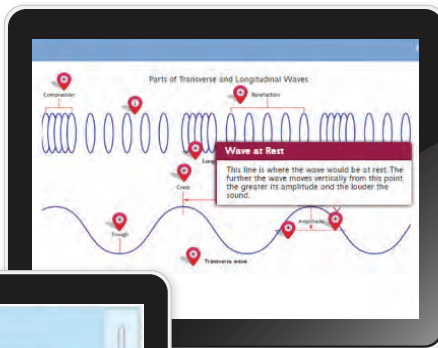 Parts of Transverse and Longitudinal Waves
Compression
Rarefaction
Long
Wave at Rest
This line is where the wave would be at rest. The
further the wave moves vertically from this point
the greater its amplitude and the louder the
sound.
Crest
Amplitude
Trough
Transverse wave